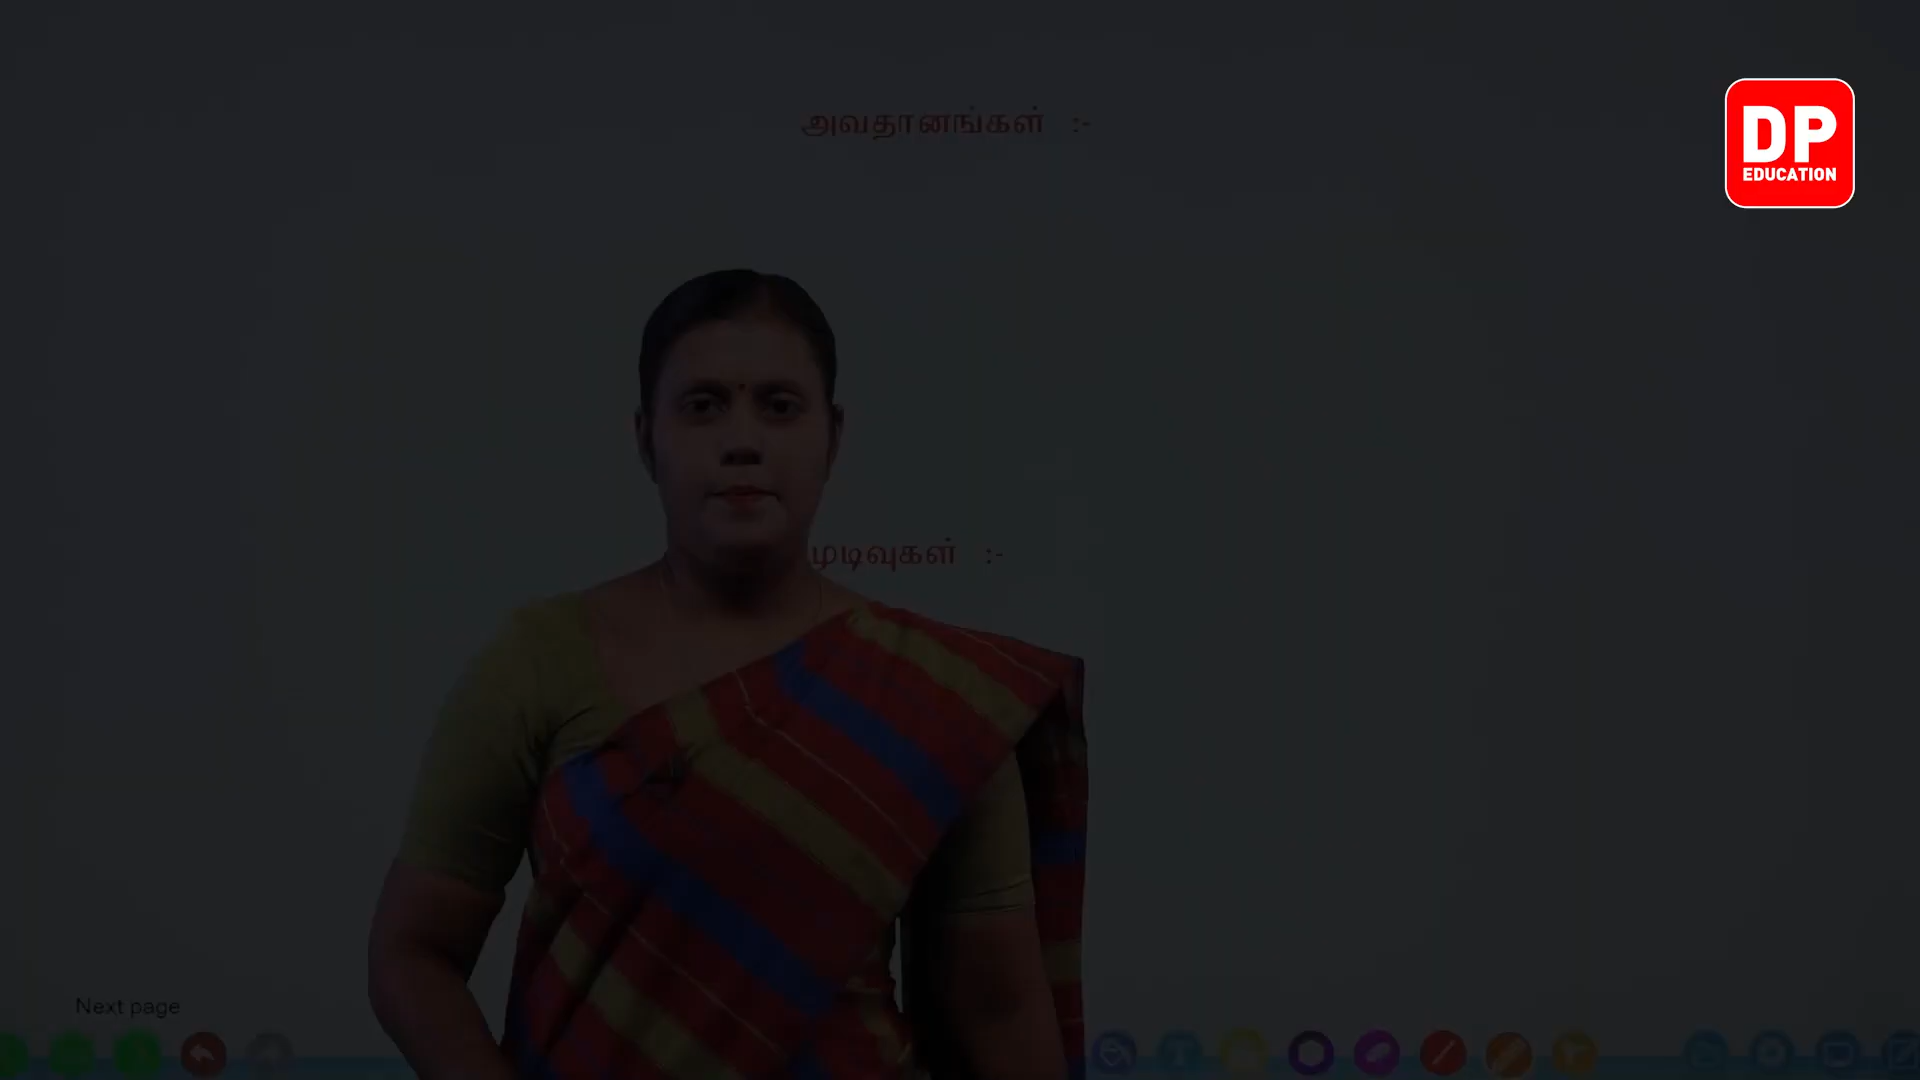 அவதானங்கள் :-
DP
EDUCATION
முடிவுகள் :-
Next page